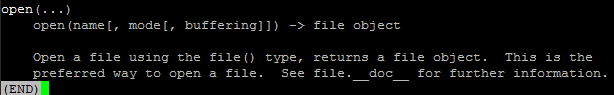 open(...)
open(name[, mode[, buffering]]) -> file object
Open a file using the file() type, returns a file object.  This is the
preferred way to open a file.  See file.__doc__ for further information.
(END)